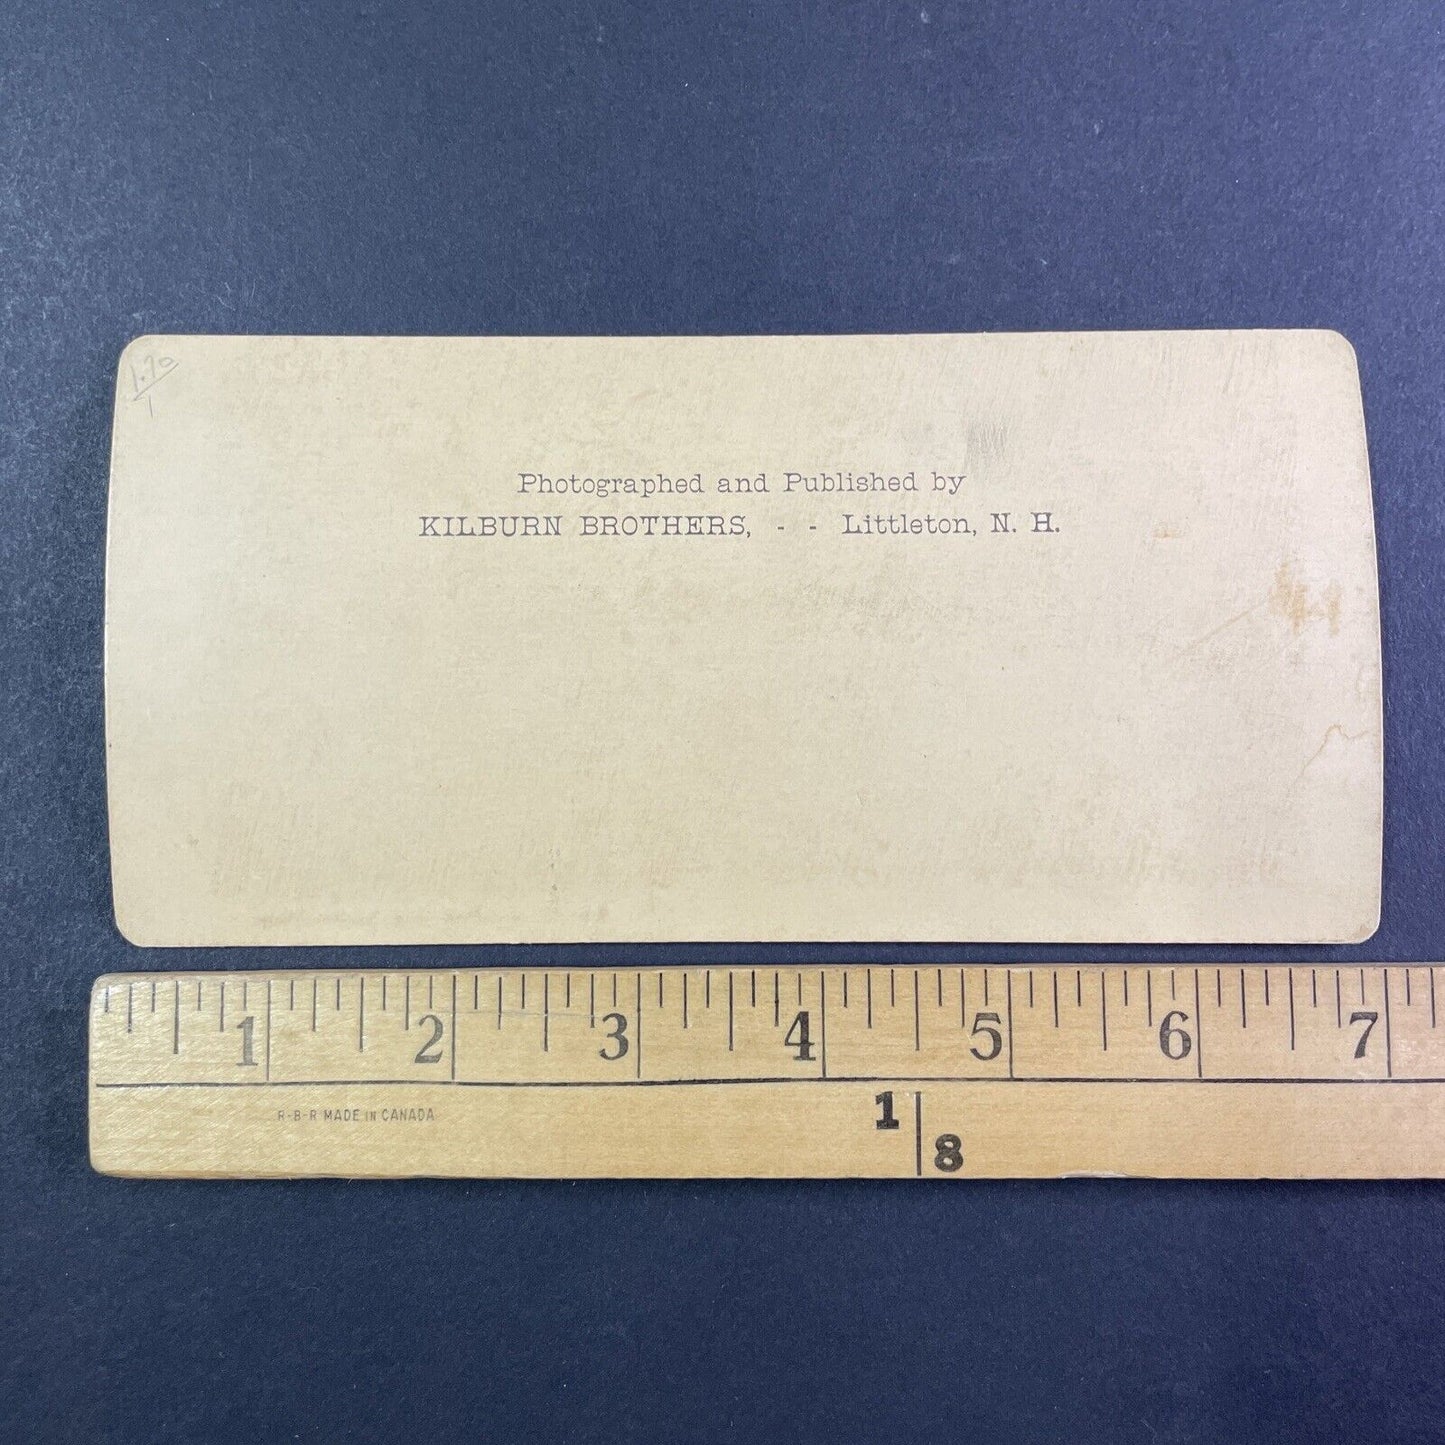 1.70
1
Photographed and Published by
KILBURN BROTHERS, - - Littleton, N. H.
1 2 3 4 5 6 7
R-B-R MADE IN CANADA
1 8